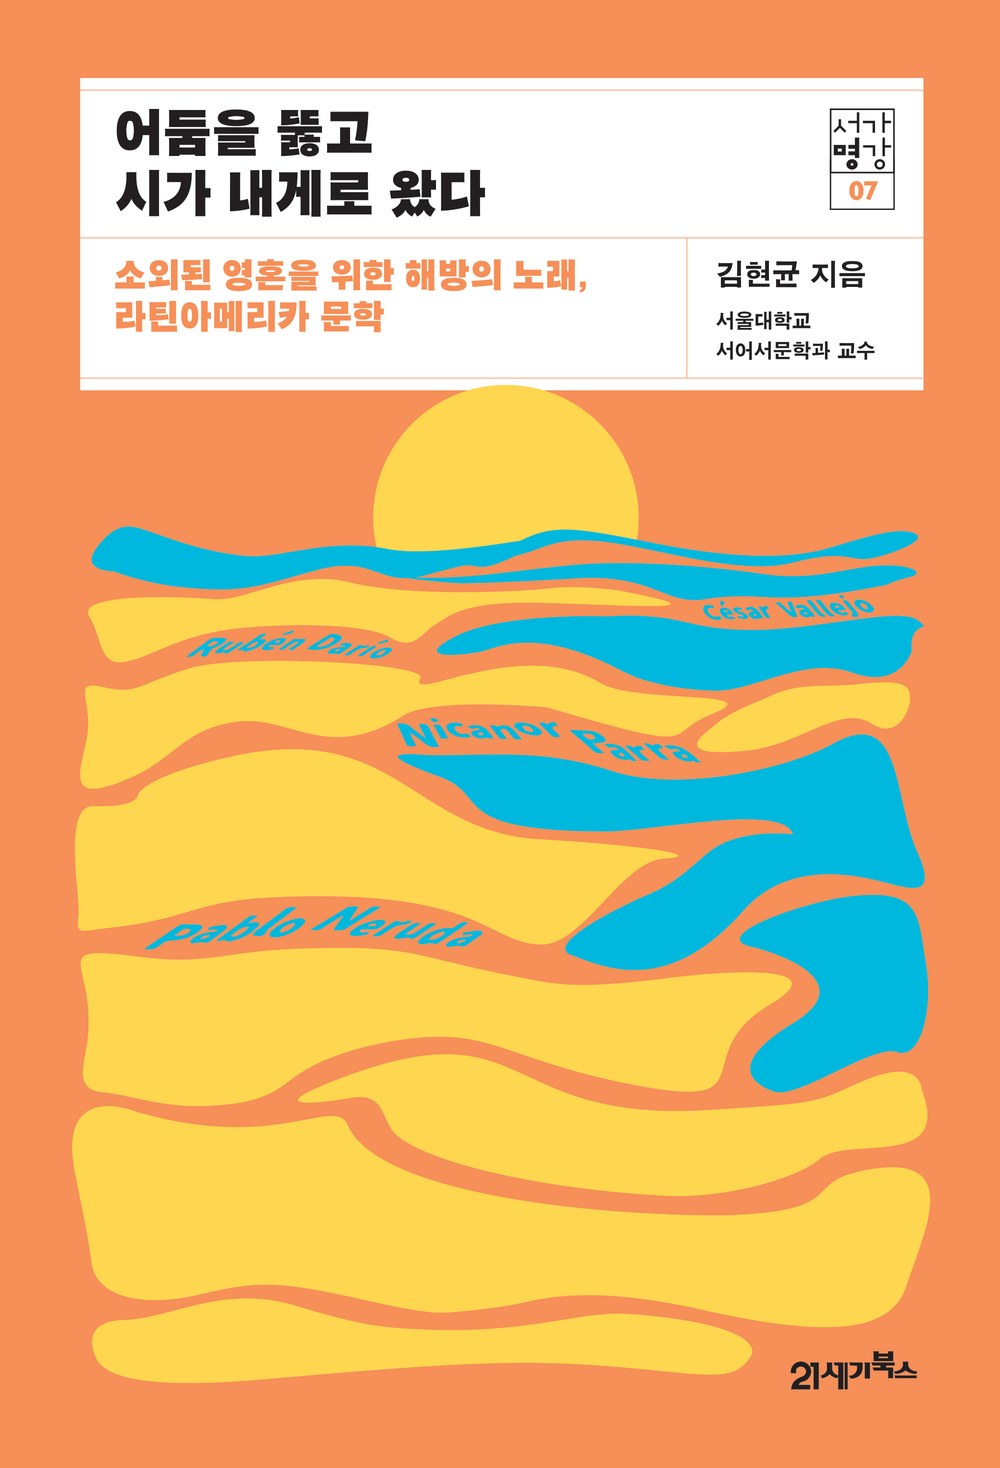 어둠을 뚫고
시가 내게로 왔다
서가
명강
07
소외된 영혼을 위한 해방의 노래,
라틴아메리카 문학
김현균 지음
서울대학교
서어서문학과 교수
César Vallejo
Rubén Darío
Nicanor Parra
Pablo Neruda
21세기북스